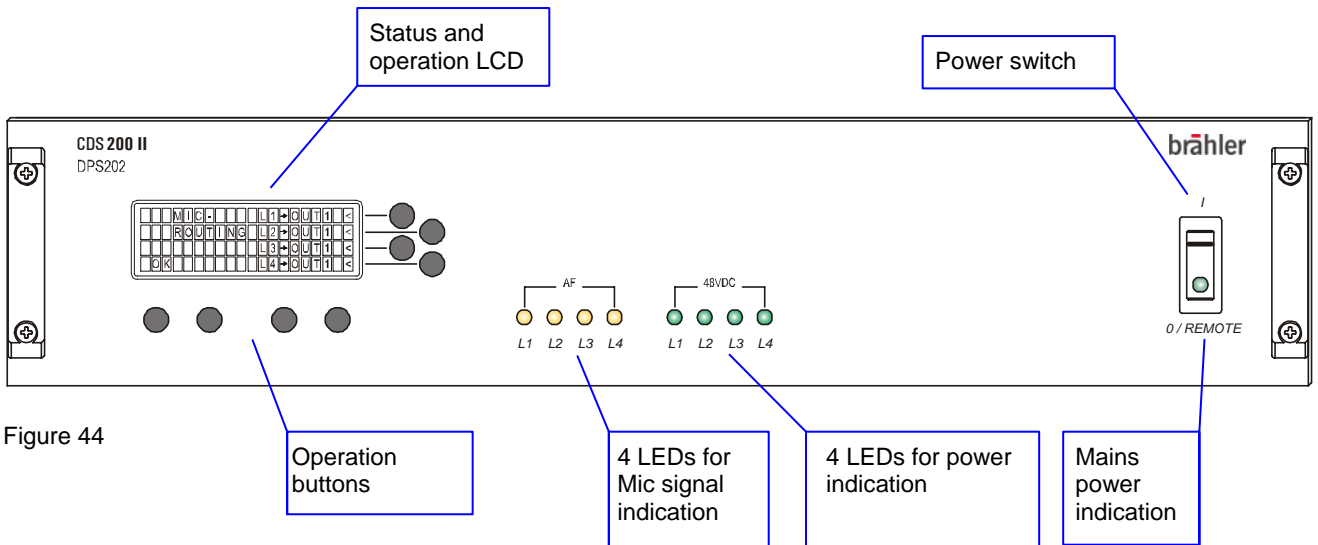 Status and
operation LCD
Power switch
CDS 200 II
DPS202
brähler
MIC- L1→OUT1 <
ROUTING L2→OUT1 <
L3→OUT1 <
OK L4→OUT1 <
I
AF
48VDC
L1 L2 L3 L4
L1 L2 L3 L4
0 / REMOTE
Figure 44
Operation
buttons
4 LEDs for
Mic signal
indication
4 LEDs for power
indication
Mains
power
indication